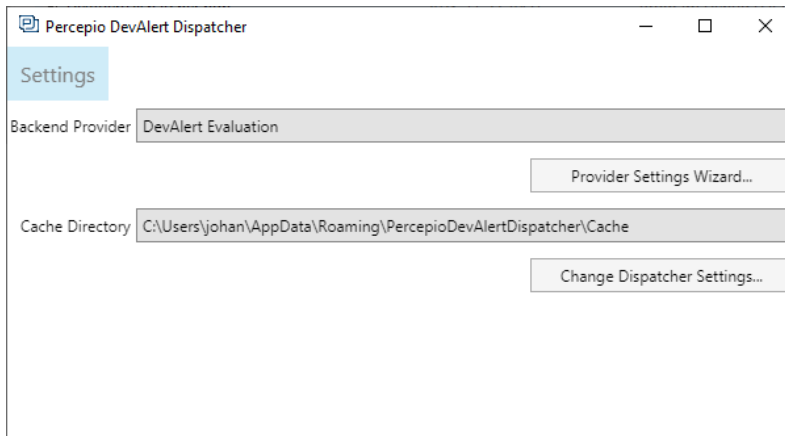 Percepio DevAlert Dispatcher
Settings
Backend Provider DevAlert Evaluation
Provider Settings Wizard...
Cache Directory C:\Users\johan\AppData\Roaming\PercepioDevAlertDispatcher\Cache
Change Dispatcher Settings...